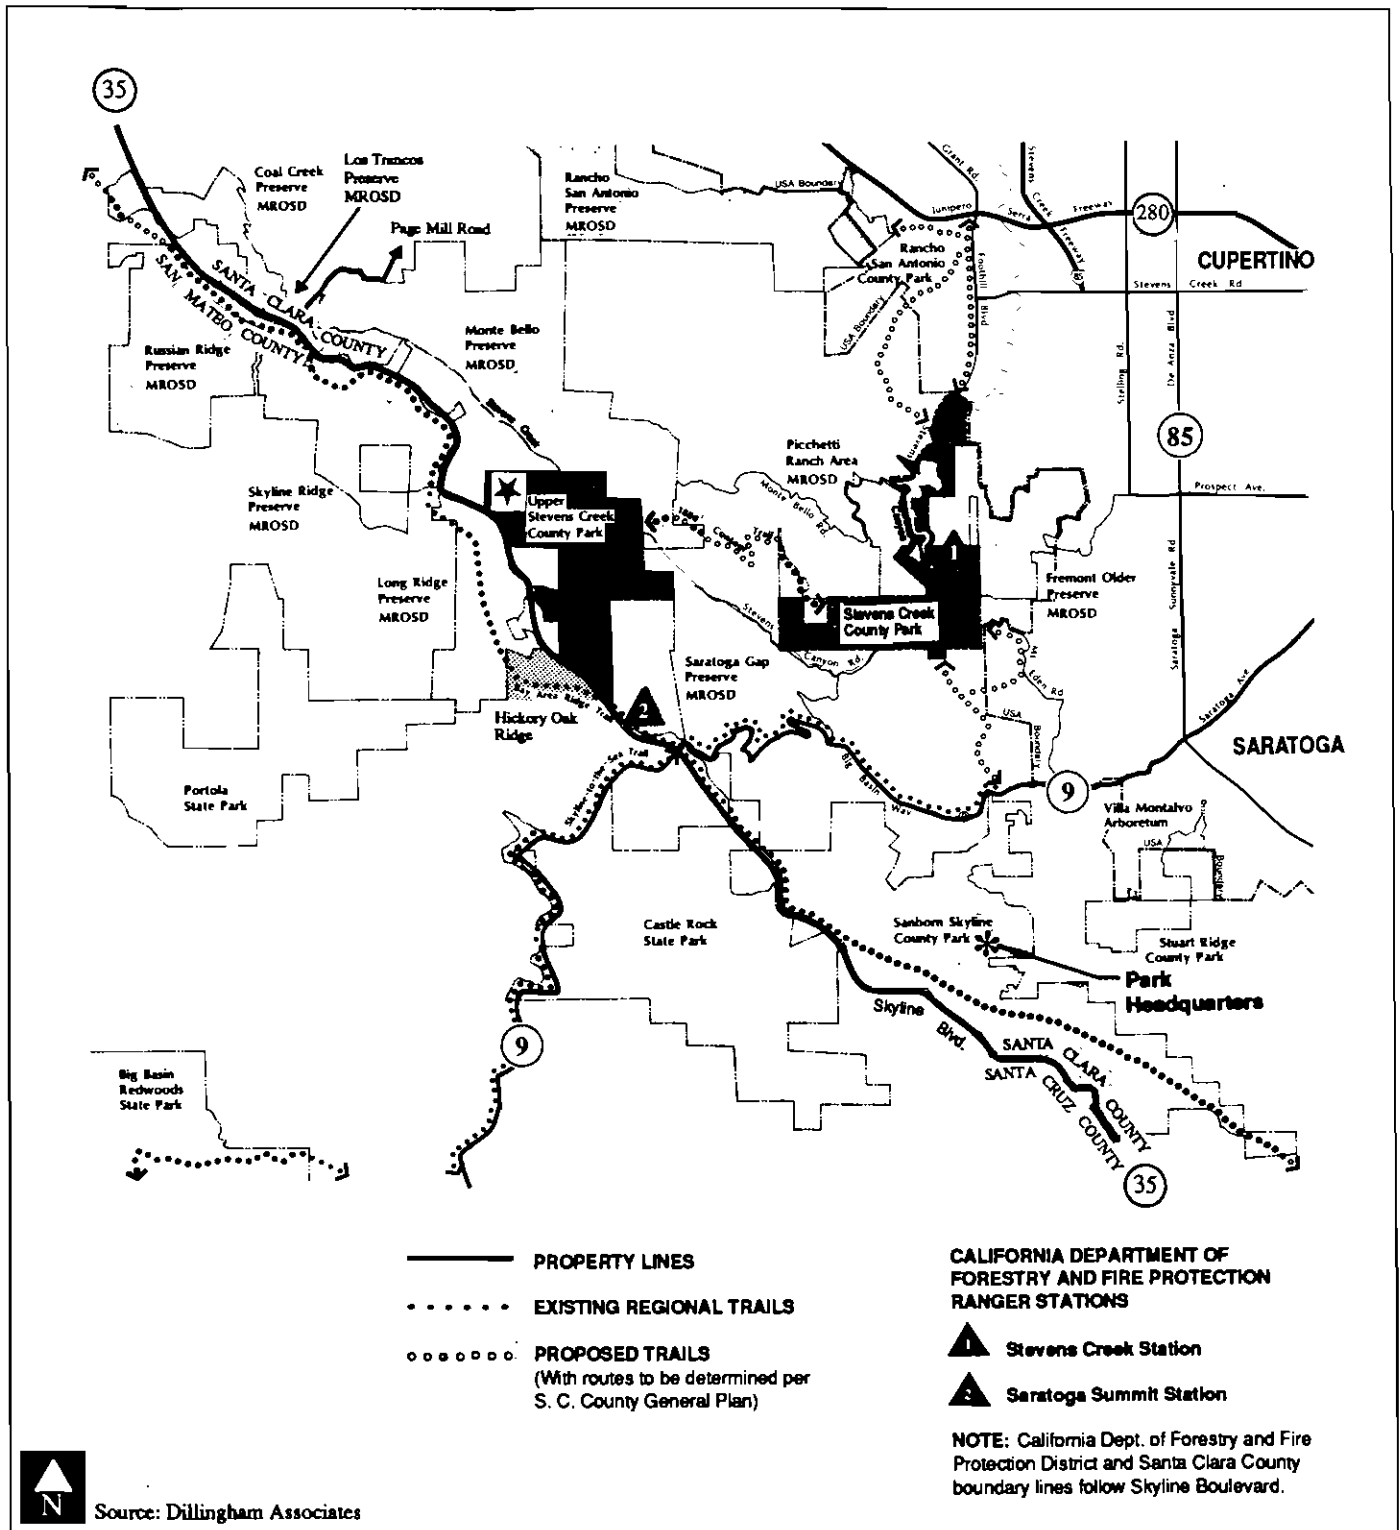 35
Coal Creek
Preserve
MROSD
Los Trancos
Preserve
MROSD
Page Mill Road
Rancho
San Antonio
Preserve
MROSD
USA Boundary
Grant Rd.
Stevens
Creek
Freeway
85
Junipero
Serra
Freeway
280
CUPERTINO
Stevens Creek Rd
Rancho
San Antonio
County Park
USA Boundary
Foothill
Blvd
SANTA CLARA COUNTY
SAN MATEO COUNTY
Russian Ridge
Preserve
MROSD
Monte Bello
Preserve
MROSD
Stevens Creek
Stelling Rd.
De Anza Blvd
85
Prospect Ave.
Picchetti
Ranch Area
MROSD
Monte Bello Rd.
Stevens
Canyon
Skyline Ridge
Preserve
MROSD
Upper
Stevens Creek
County Park
Trail
1
Long Ridge
Preserve
MROSD
Fremont Older
Preserve
MROSD
Saratoga Sunnyvale Rd
Stevens Creek
County Park
Stevens
Canyon Rd.
Saratoga Gap
Preserve
MROSD
Mt
Eden Rd
USA
Boundary
Bay Area Ridge Trail
Hickory Oak
Ridge
2
Saratoga Ave
SARATOGA
Skyline-to-the-Sea Trail
Big Basin Way
9
Portola
State Park
Villa Montalvo
Arboretum
USA
Boundary
Castle Rock
State Park
Sanborn Skyline
County Park
Stuart Ridge
County Park
Park
Headquarters
Skyline
Blvd.
SANTA CLARA COUNTY
SANTA CRUZ COUNTY
9
35
Big Basin
Redwoods
State Park
PROPERTY LINES
EXISTING REGIONAL TRAILS
PROPOSED TRAILS
(With routes to be determined per
S. C. County General Plan)
CALIFORNIA DEPARTMENT OF
FORESTRY AND FIRE PROTECTION
RANGER STATIONS
1 Stevens Creek Station
2 Saratoga Summit Station
NOTE: California Dept. of Forestry and Fire
Protection District and Santa Clara County
boundary lines follow Skyline Boulevard.
N
Source: Dillingham Associates